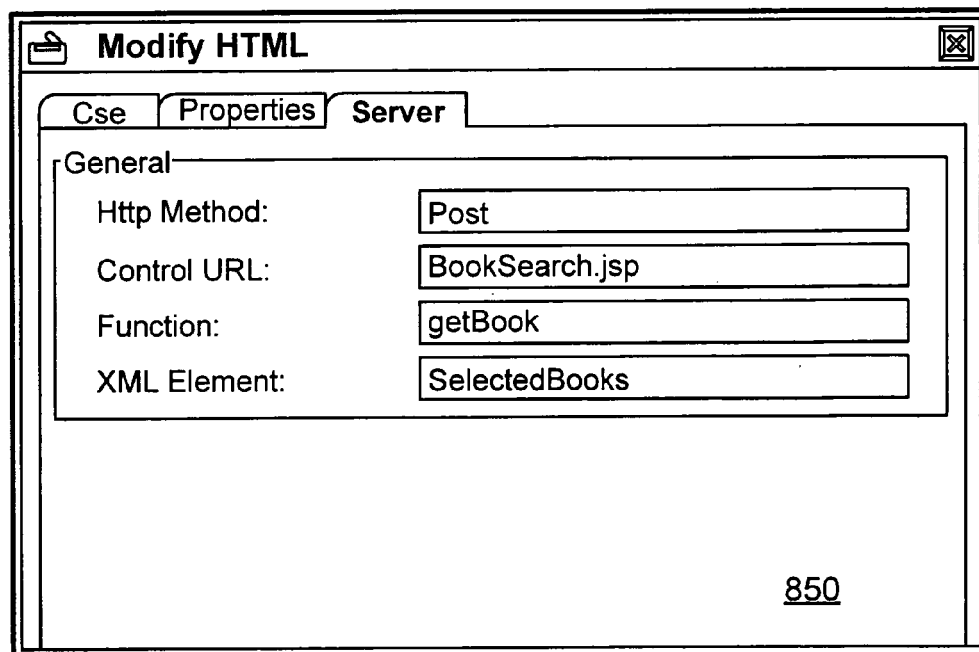 Modify HTML
Cse Properties Server
General
Http Method: Post
Control URL: BookSearch.jsp
Function: getBook
XML Element: SelectedBooks
850